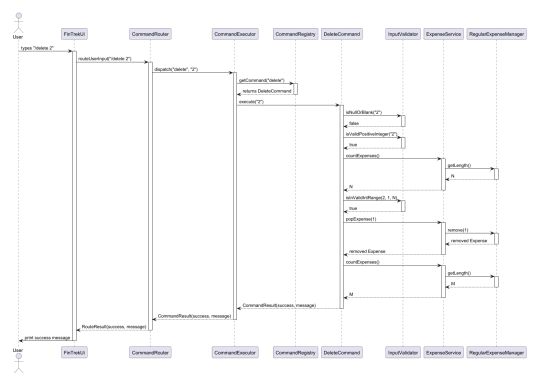 User
FinTrekUI
CommandRouter
CommandExecutor
CommandRegistry
DeleteCommand
InputValidator
ExpenseService
RegularExpenseManager
types "/delete 2"
routeUserInput("/delete 2")
dispatch("delete", "2")
getCommand("delete")
returns DeleteCommand
execute("2")
isNullOrBlank("2")
false
isValidPositiveInteger("2")
true
countExpenses()
getLength()
N
N
isInValidIntRange(2, 1, N)
true
popExpense(1)
remove(1)
removed Expense
removed Expense
countExpenses()
getLength()
M
M
CommandResult(success, message)
CommandResult(success, message)
RouteResult(success, message)
print success message
User
FinTrekUI
CommandRouter
CommandExecutor
CommandRegistry
DeleteCommand
InputValidator
ExpenseService
RegularExpenseManager